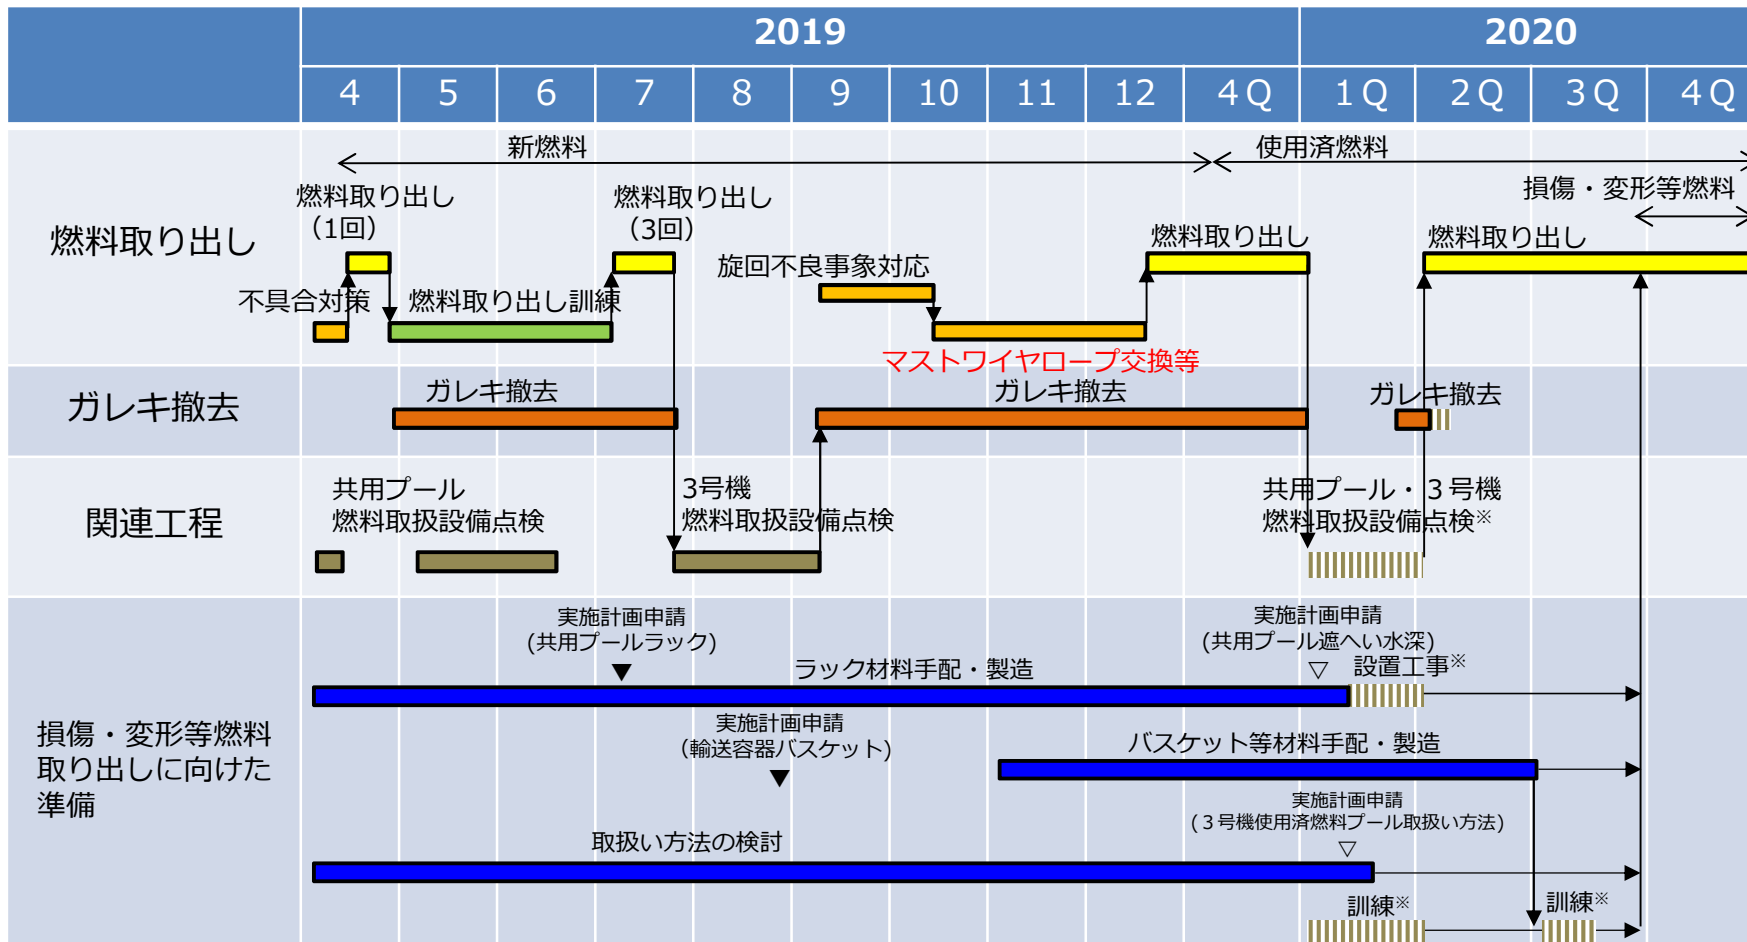 2019
2020
4
5
6
7
8
9
10
11
12
４Q
１Q
２Q
３Q
４Q
燃料取り出し
新燃料
使用済燃料
損傷・変形等燃料
燃料取り出し
（1回）
燃料取り出し
（3回）
燃料取り出し
燃料取り出し
旋回不良事象対応
不具合対策
燃料取り出し訓練
マストワイヤロープ交換等
ガレキ撤去
ガレキ撤去
ガレキ撤去
ガレキ撤去
関連工程
共用プール
燃料取扱設備点検
3号機
燃料取扱設備点検
共用プール・３号機
燃料取扱設備点検※
損傷・変形等燃料
取り出しに向けた
準備
実施計画申請
(共用プールラック)
実施計画申請
(共用プール遮へい水深)
ラック材料手配・製造
設置工事※
実施計画申請
（輸送容器バスケット)
バスケット等材料手配・製造
実施計画申請
(３号機使用済燃料プール取扱い方法)
取扱い方法の検討
訓練※
訓練※